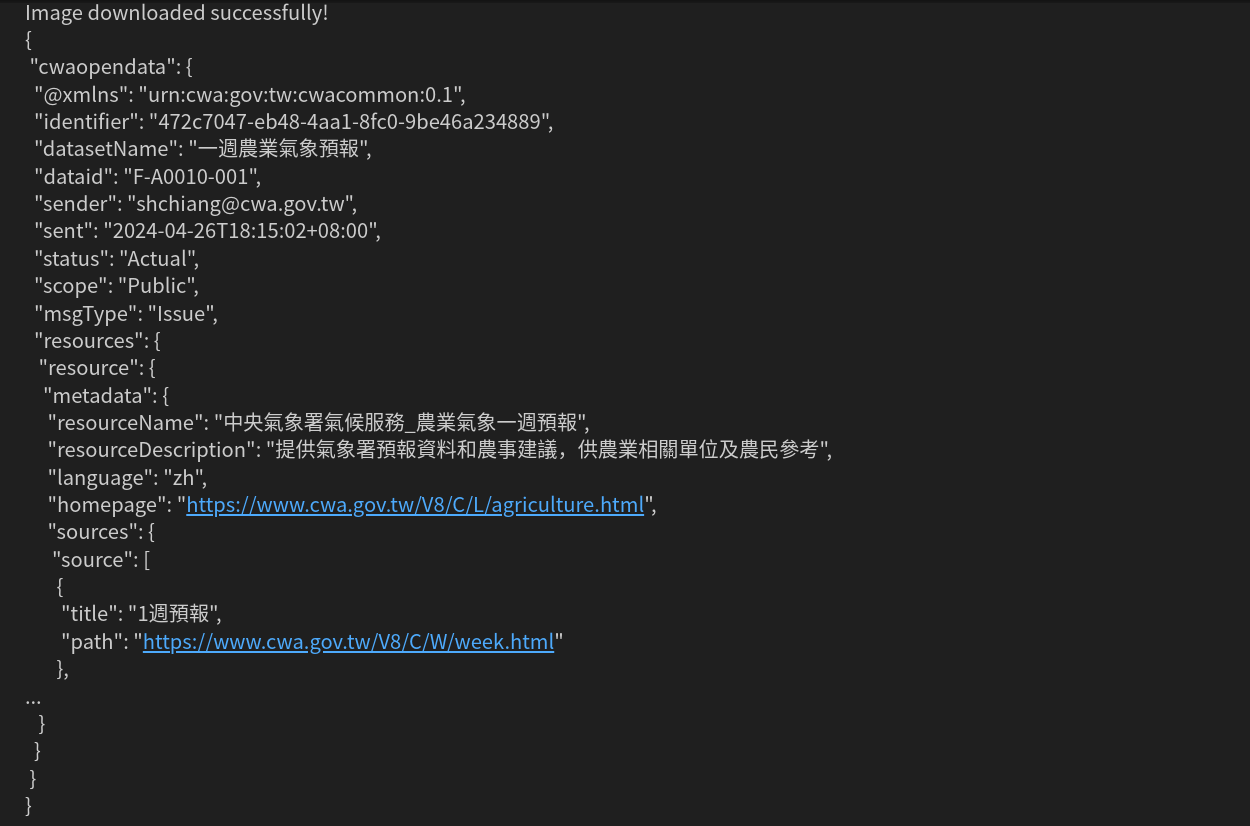 Image downloaded successfully!
{
"cwaopendata": {
"@xmlns": "urn:cwa:gov:tw:cwacommon:0.1",
"identifier": "472c7047-eb48-4aa1-8fc0-9be46a234889",
"datasetName": "一週農業氣象預報",
"dataid": "F-A0010-001",
"sender": "shchiang@cwa.gov.tw",
"sent": "2024-04-26T18:15:02+08:00",
"status": "Actual",
"scope": "Public",
"msgType": "Issue",
"resources": {
"resource": {
"metadata": {
"resourceName": "中央氣象署氣候服務_農業氣象一週預報",
"resourceDescription": "提供氣象署預報資料和農事建議，供農業相關單位及農民參考",
"language": "zh",
"homepage": "https://www.cwa.gov.tw/V8/C/L/agriculture.html",
"sources": {
"source": [
{
"title": "1週預報",
"path": "https://www.cwa.gov.tw/V8/C/W/week.html"
},
...
}
}
}
}